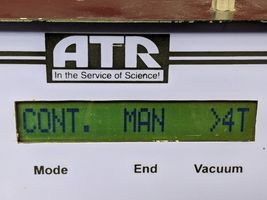 ATR
In the Service of Science!
CONT. MAN >4T
Mode End Vacuum